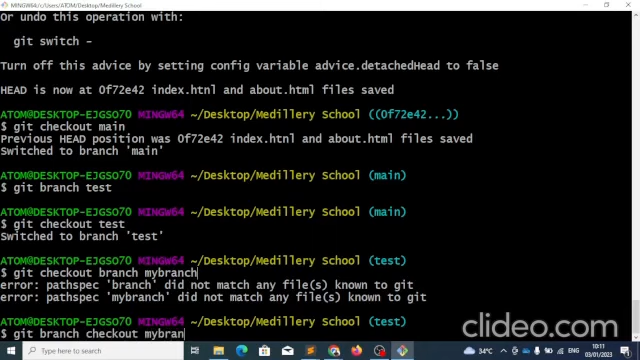 MINGW64:/c/Users/ATOM/Desktop/Medillery School
Or undo this operation with:
git switch -
Turn off this advice by setting config variable advice.detachedHead to false
HEAD is now at 0f72e42 index.htnl and about.html files saved
ATOM@DESKTOP-EJGSO70 MINGW64 ~/Desktop/Medillery School ((0f72e42...))
$ git checkout main
Previous HEAD position was 0f72e42 index.htnl and about.html files saved
Switched to branch 'main'
ATOM@DESKTOP-EJGSO70 MINGW64 ~/Desktop/Medillery School (main)
$ git branch test
ATOM@DESKTOP-EJGSO70 MINGW64 ~/Desktop/Medillery School (main)
$ git checkout test
Switched to branch 'test'
ATOM@DESKTOP-EJGSO70 MINGW64 ~/Desktop/Medillery School (test)
$ git checkout branch mybranch
error: pathspec 'branch' did not match any file(s) known to git
error: pathspec 'mybranch' did not match any file(s) known to git
ATOM@DESKTOP-EJGSO70 MINGW64 ~/Desktop/Medillery School (test)
$ git branch checkout mybran
clideo.com
Type here to search
34°C
10:11
03/01/2023